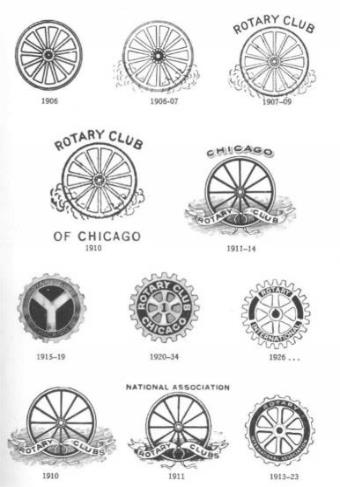 1906
1906-07
ROTARY CLUB
1907-09
ROTARY CLUB
OF CHICAGO
1910
CHICAGO
ROTARY CLUB
1911-14
1915-19
ROTARY CLUB
I
CHICAGO
1920-34
ROTARY
INTERNATIONAL
1926 ...
ROTARY CLUBS
1910
NATIONAL ASSOCIATION
ROTARY CLUBS
1911
ROTARY
1913-23